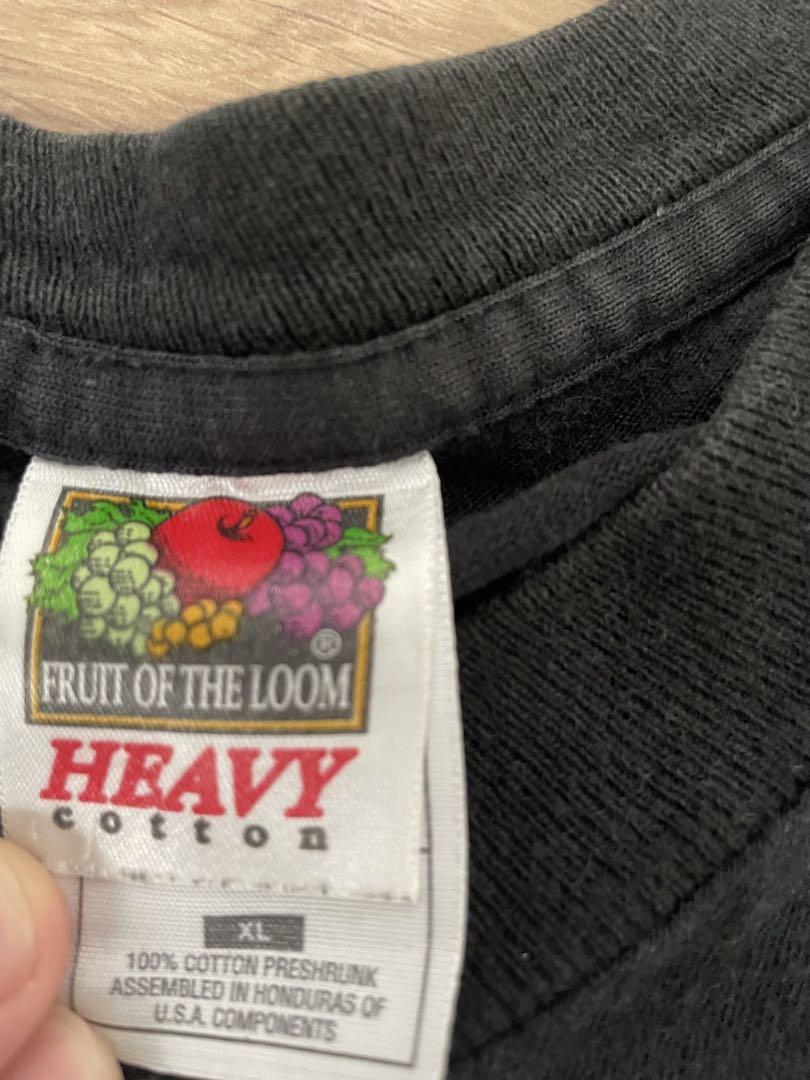 ®
FRUIT OF THE LOOM
HEAVY
cotton
XL
100% COTTON PRESHRUNK
ASSEMBLED IN HONDURAS OF
U.S.A. COMPONENTS